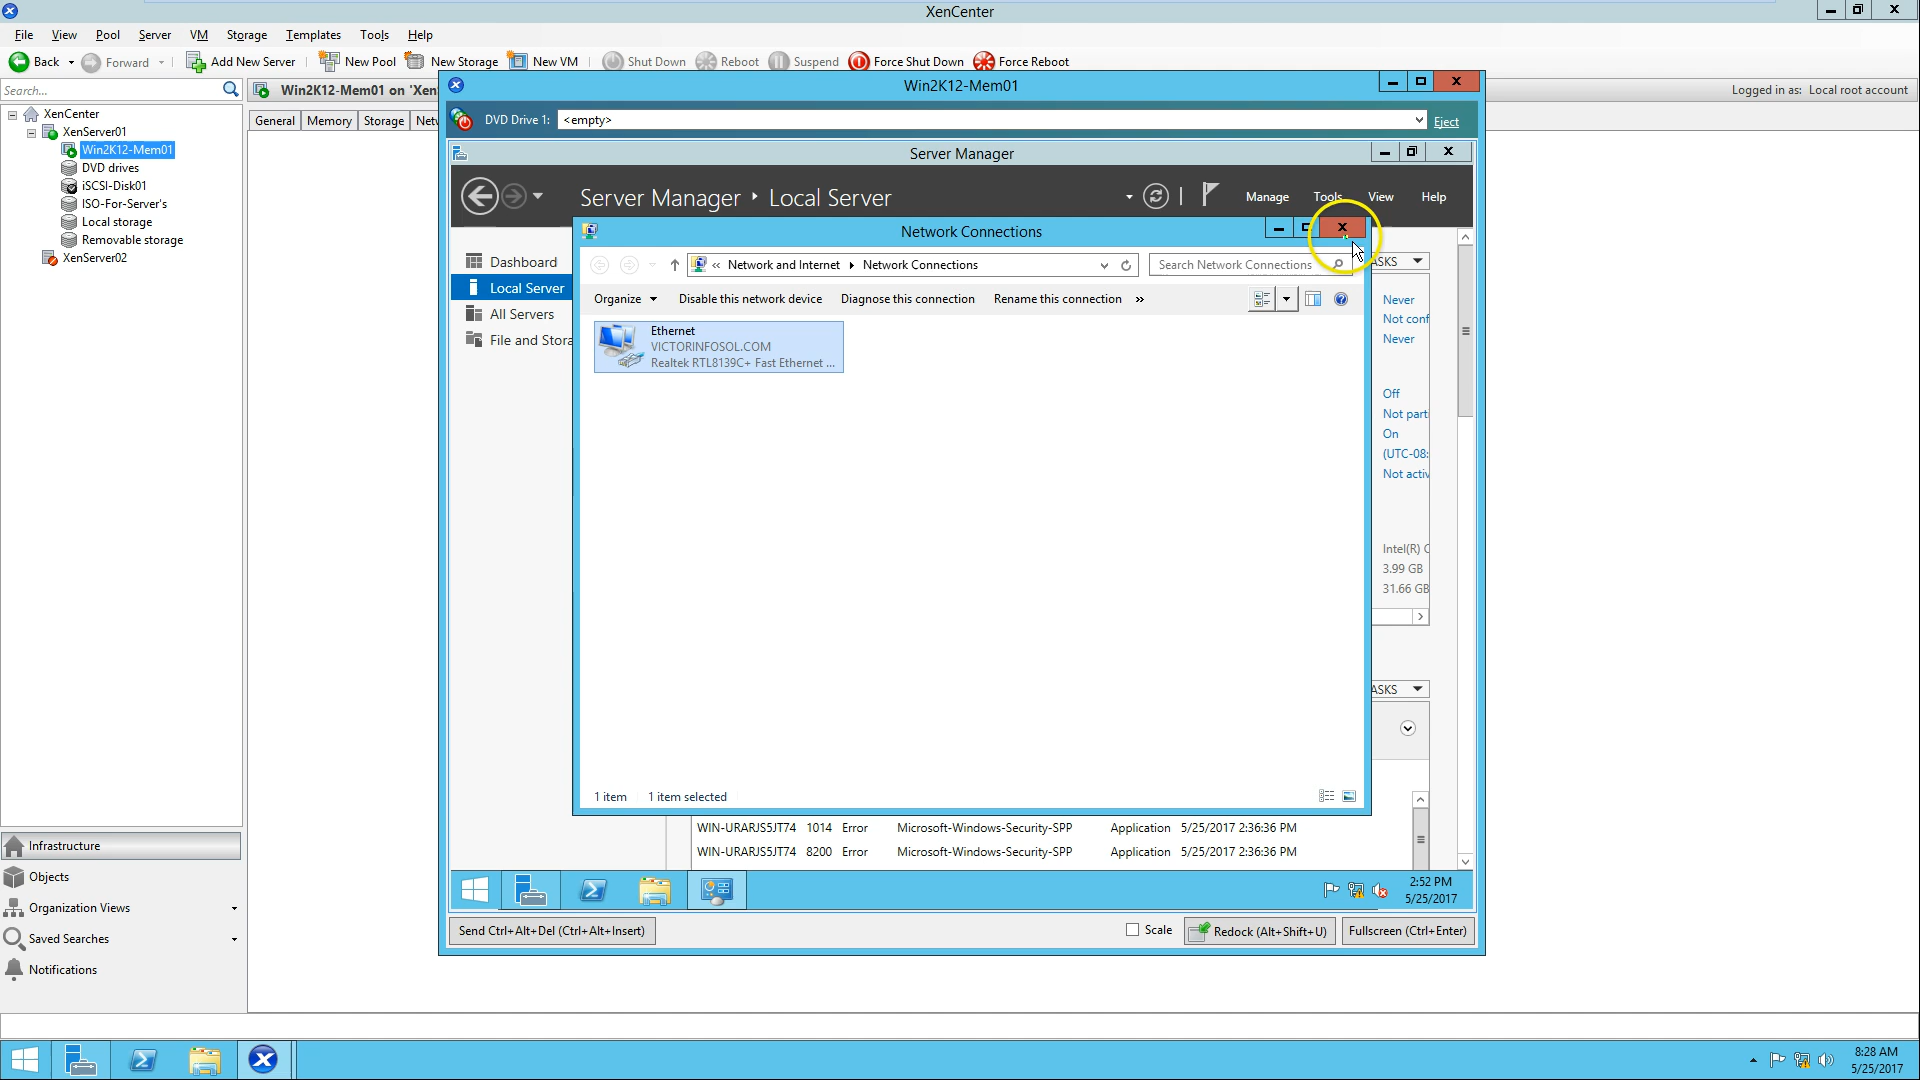 XenCenter
File View Pool Server VM Storage Templates Tools Help
Back Forward Add New Server New Pool New Storage New VM Shut Down Reboot Suspend Force Shut Down Force Reboot
Search...
Win2K12-Mem01 on 'Xen
Logged in as: Local root account
General Memory Storage Netw
XenCenter
XenServer01
Win2K12-Mem01
DVD drives
iSCSI-Disk01
ISO-For-Server's
Local storage
Removable storage
XenServer02
Infrastructure
Objects
Organization Views
Saved Searches
Notifications
Win2K12-Mem01
DVD Drive 1: <empty> Eject
Server Manager
Server Manager Local Server
Manage Tools View Help
Dashboard
Local Server
All Servers
File and Stora
Network Connections
« Network and Internet Network Connections
Search Network Connections
Organize Disable this network device Diagnose this connection Rename this connection »
Ethernet
VICTORINFOSOL.COM
Realtek RTL8139C+ Fast Ethernet ...
1 item 1 item selected
ASKS
Never
Not conf
Never
Off
Not parti
On
(UTC-08:
Not activ
Intel(R) C
3.99 GB
31.66 GB
ASKS
WIN-URARJS5JT74 1014 Error Microsoft-Windows-Security-SPP Application 5/25/2017 2:36:36 PM
WIN-URARJS5JT74 8200 Error Microsoft-Windows-Security-SPP Application 5/25/2017 2:36:36 PM
2:52 PM
5/25/2017
Send Ctrl+Alt+Del (Ctrl+Alt+Insert) Scale Redock (Alt+Shift+U) Fullscreen (Ctrl+Enter)
8:28 AM
5/25/2017